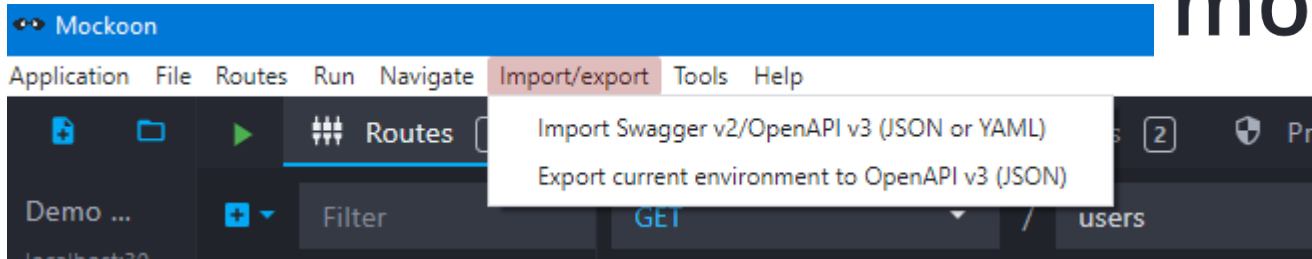 mo
Mockoon
Application File Routes Run Navigate Import/export Tools Help
Routes
Import Swagger v2/OpenAPI v3 (JSON or YAML)
s 2 Pr
Export current environment to OpenAPI v3 (JSON)
Demo ... Filter GET / users